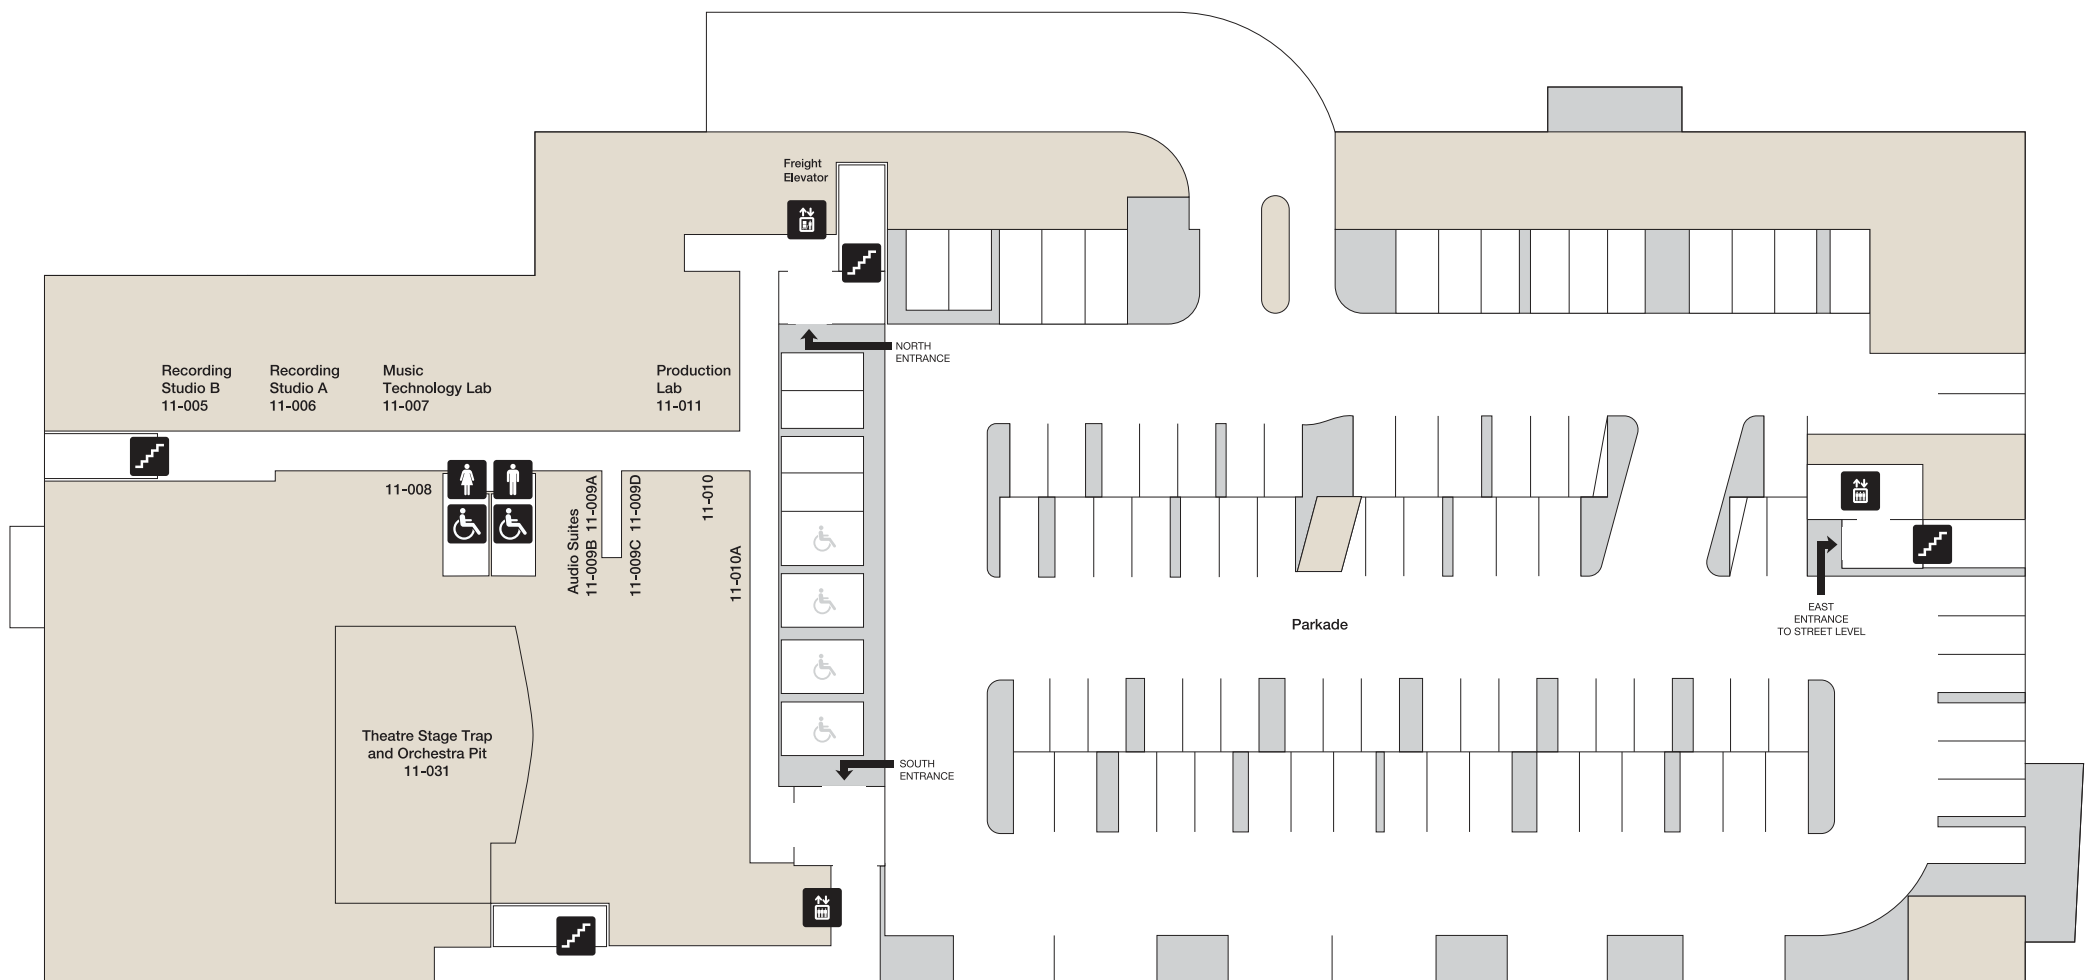 Freight
Elevator
NORTH
ENTRANCE
Recording
Studio B
11-005
Recording
Studio A
11-006
Music
Technology Lab
11-007
Production
Lab
11-011
11-008
Audio Suites
11-009B 11-009A
11-009C 11-009D
11-010
11-010A
Parkade
EAST
ENTRANCE
TO STREET LEVEL
Theatre Stage Trap
and Orchestra Pit
11-031
SOUTH
ENTRANCE